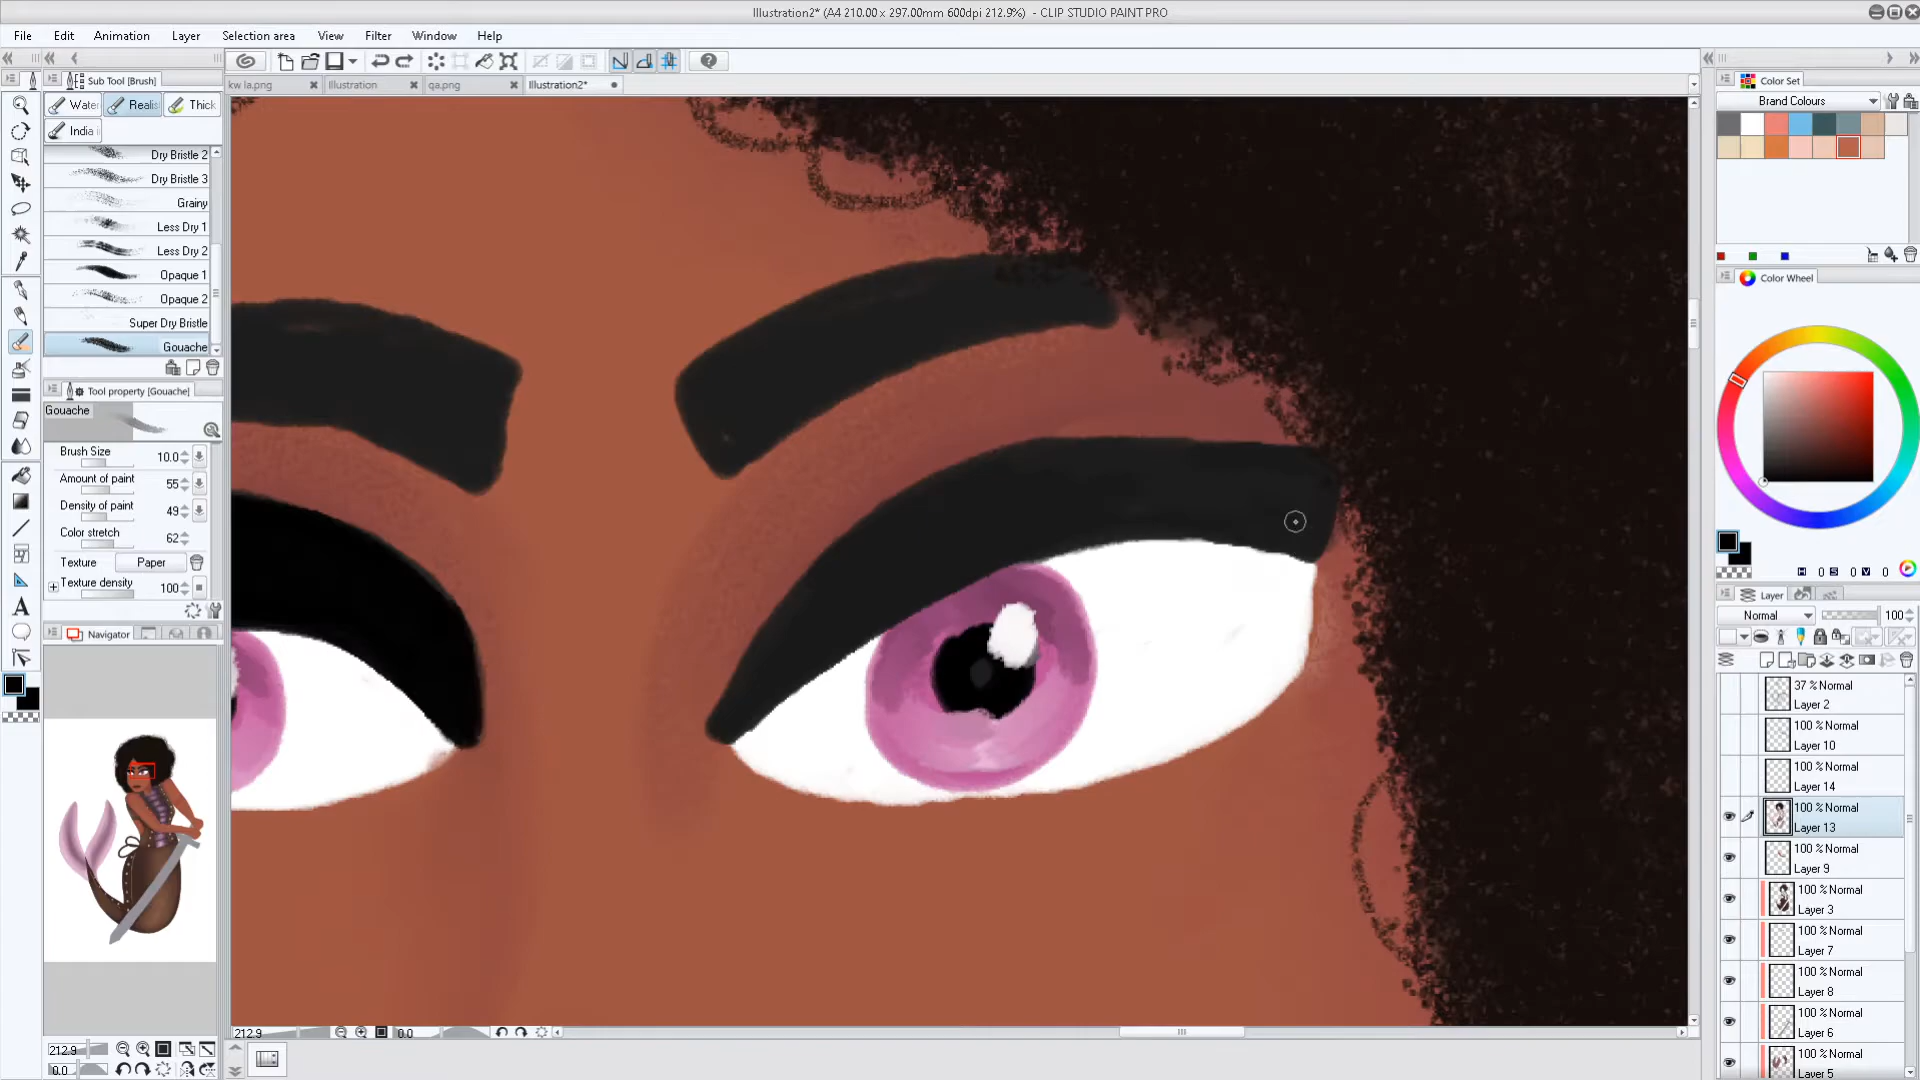 Illustration2* (A4 210.00 x 297.00mm 600dpi 212.9%) - CLIP STUDIO PAINT PRO
File Edit Animation Layer Selection area View Filter Window Help
Sub Tool [Brush]
kw la.png Illustration qa.png Illustration2*
Water Realis Thick
India i
Dry Bristle 2
Dry Bristle 3
Grainy
Less Dry 1
Less Dry 2
Opaque 1
Opaque 2
Super Dry Bristle
Gouache
Tool property [Gouache]
Gouache
Brush Size 10.0
Amount of paint 55
Density of paint 49
Color stretch 62
Texture Paper
Texture density 100
Navigator
212.9
0.0
212.9 0.0
Color Set
Brand Colours
Color Wheel
H 0 S 0 V 0
Layer
Normal 100
37 % Normal
Layer 2
100 % Normal
Layer 10
100 % Normal
Layer 14
100 % Normal
Layer 13
100 % Normal
Layer 9
100 % Normal
Layer 3
100 % Normal
Layer 7
100 % Normal
Layer 8
100 % Normal
Layer 6
100 % Normal
Layer 5